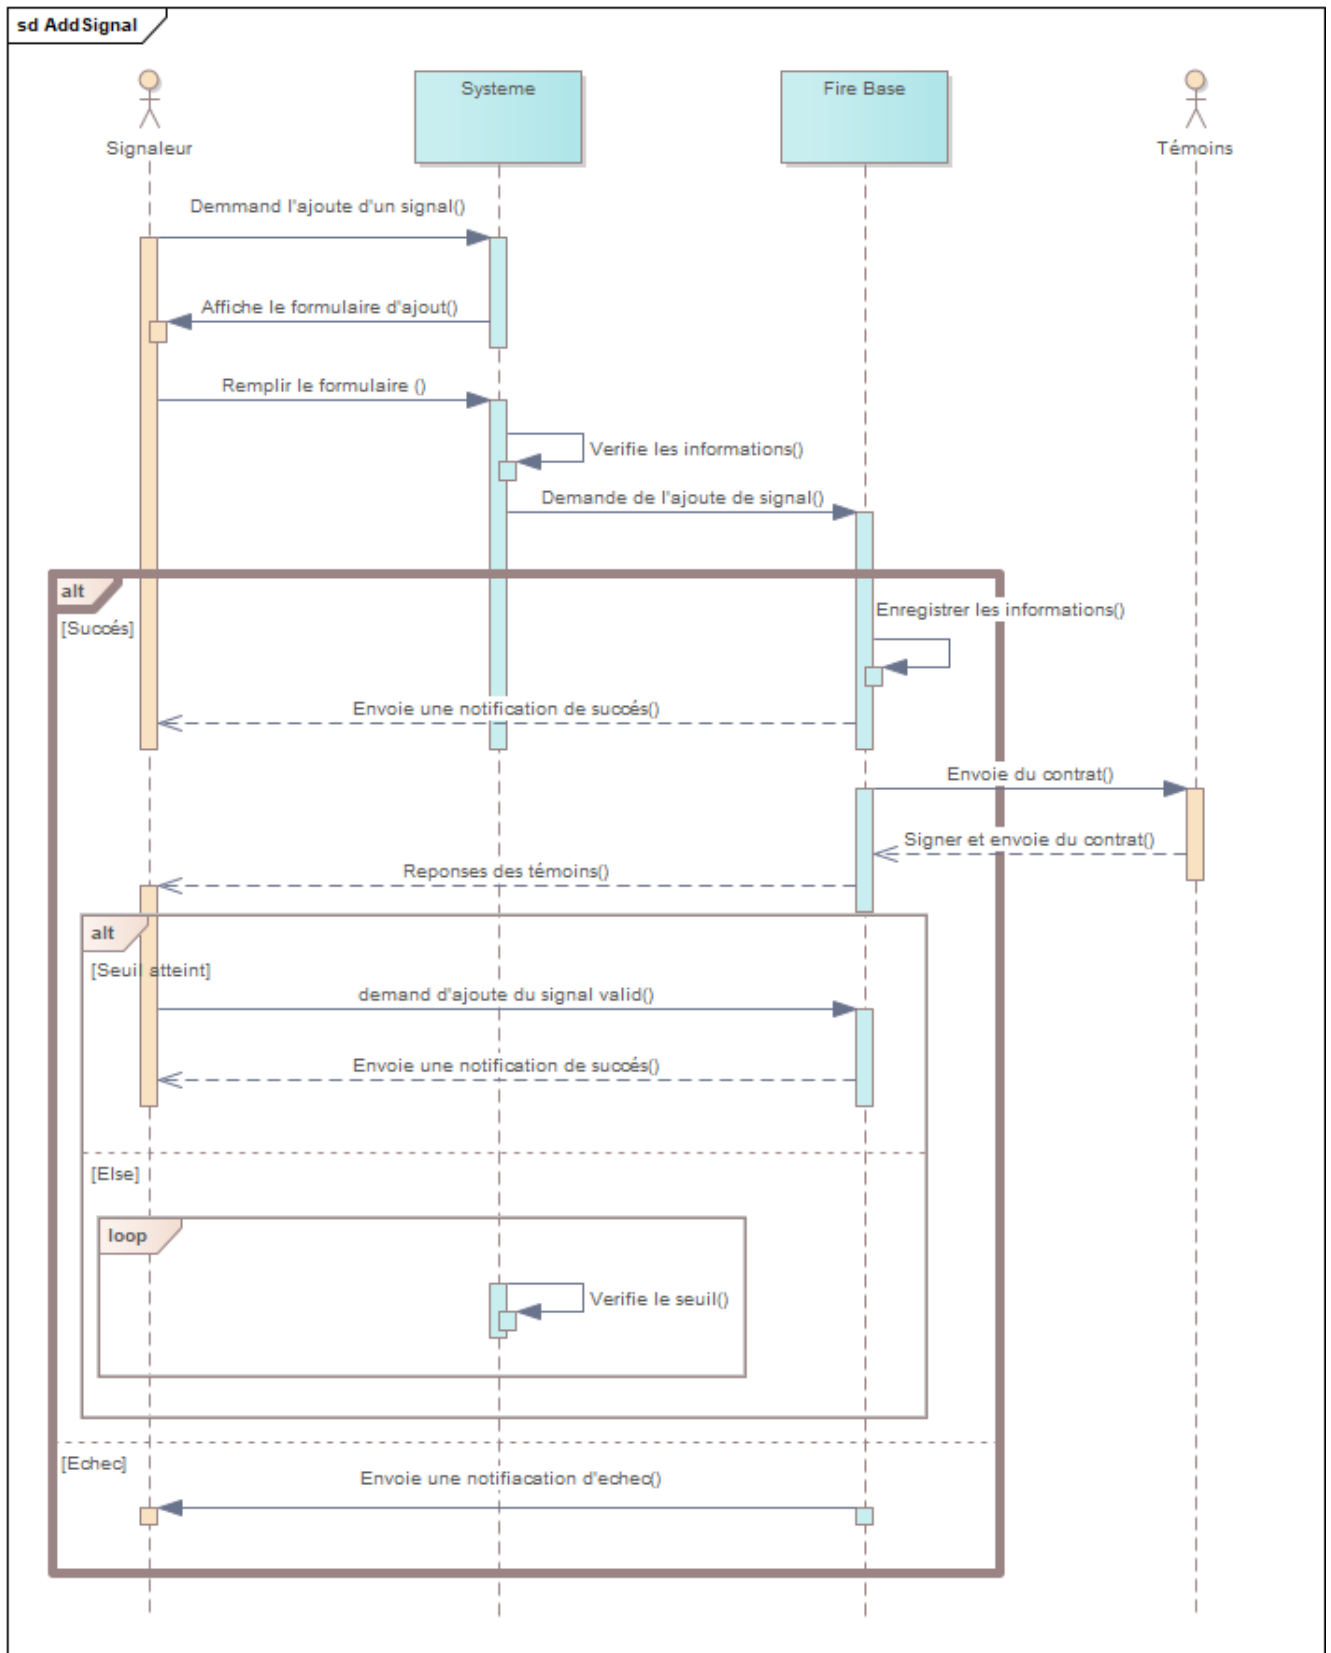 sd AddSignal
Signaleur
Systeme
Fire Base
Témoins
Demmand l'ajoute d'un signal()
Affiche le formulaire d'ajout()
Remplir le formulaire ()
Verifie les informations()
Demande de l'ajoute de signal()
alt
[Succés]
Enregistrer les informations()
Envoie une notification de succés()
Envoie du contrat()
Signer et envoie du contrat()
Reponses des témoins()
alt
[Seuil atteint]
demand d'ajoute du signal valid()
Envoie une notification de succés()
[Else]
loop
Verifie le seuil()
[Echec]
Envoie une notifiacation d'echec()